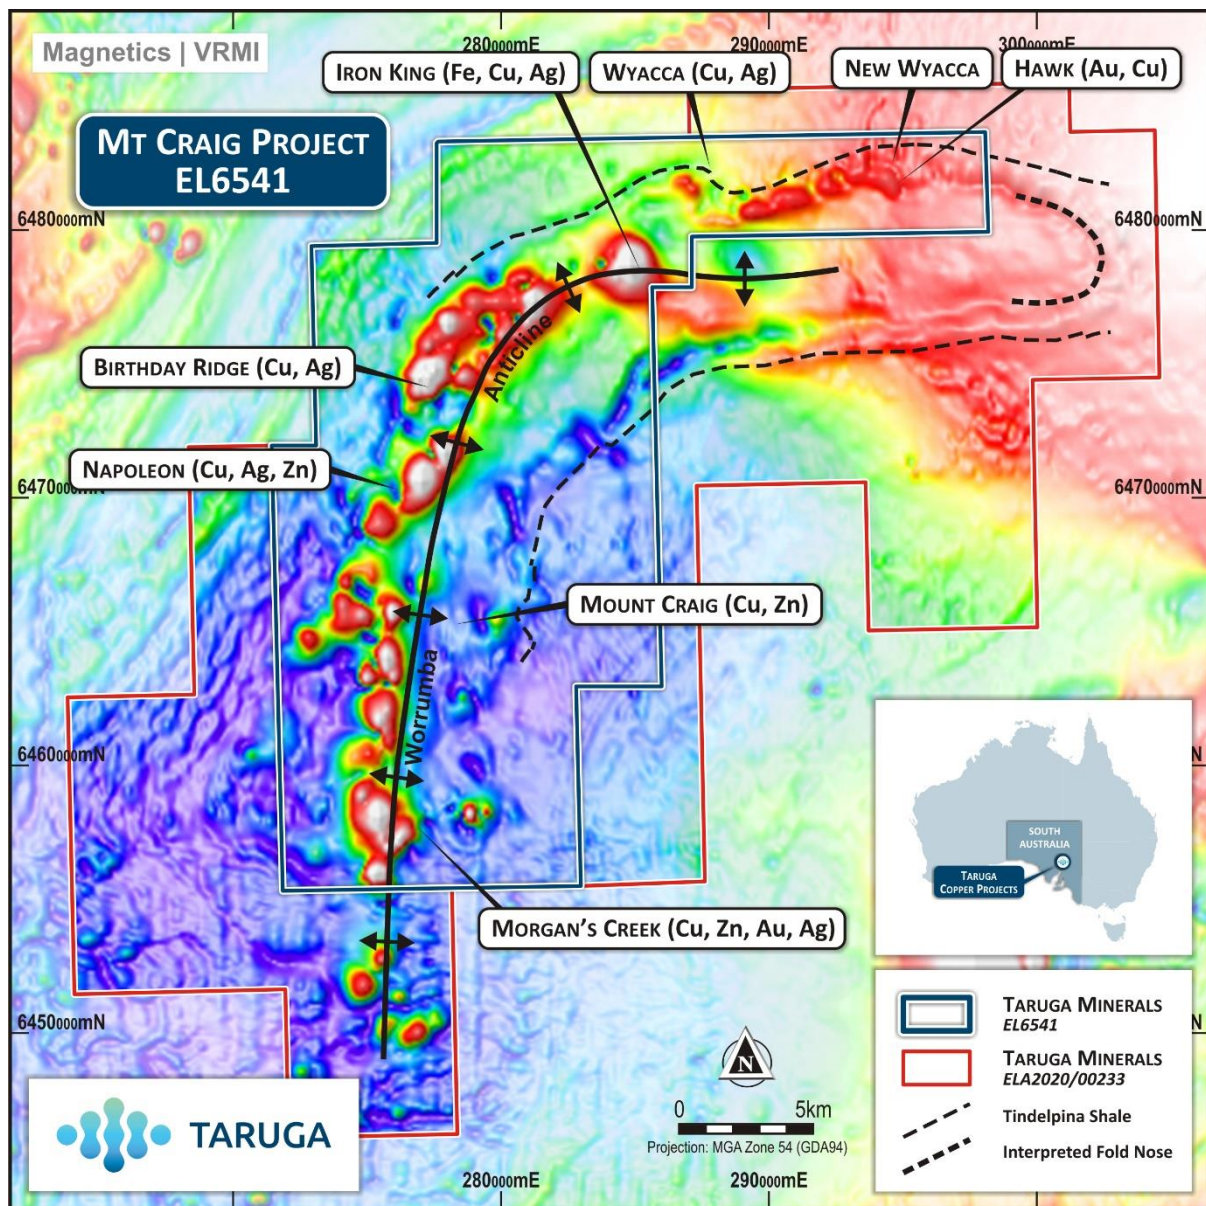 Magnetics | VRMI
280000mE
290000mE
300000mE
IRON KING (Fe, Cu, Ag)
WYACCA (Cu, Ag)
NEW WYACCA
HAWK (Au, Cu)
MT CRAIG PROJECT
EL6541
6480000mN
6480000mN
Anticline
BIRTHDAY RIDGE (Cu, Ag)
NAPOLEON (Cu, Ag, Zn)
6470000mN
6470000mN
MOUNT CRAIG (Cu, Zn)
Worrumba
6460000mN
N
SOUTH
AUSTRALIA
TARUGA
COPPER PROJECTS
MORGAN'S CREEK (Cu, Zn, Au, Ag)
6450000mN
N
TARUGA MINERALS
EL6541
TARUGA MINERALS
ELA2020/00233
Tindelpina Shale
Interpreted Fold Nose
N
0 5km
Projection: MGA Zone 54 (GDA94)
TARUGA
280000mE
290000mE